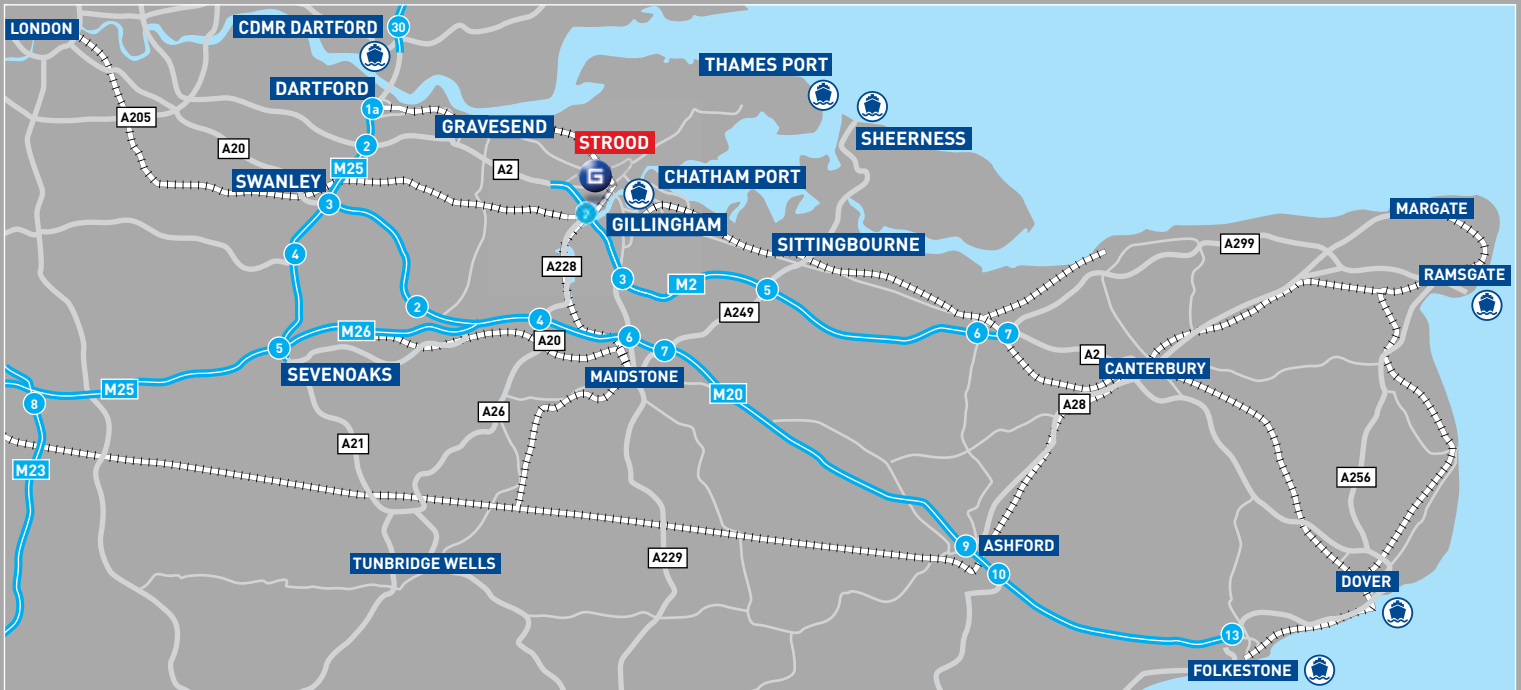 LONDON
CDMR DARTFORD
30
THAMES PORT
DARTFORD
1a
A205
GRAVESEND
SHEERNESS
STROOD
A20
2
M25
A2
G
CHATHAM PORT
SWANLEY
3
2
GILLINGHAM
MARGATE
SITTINGBOURNE
A299
4
A228
3
M2
5
RAMSGATE
2
A249
4
6
M26
A20
6
7
7
5
A2
SEVENOAKS
MAIDSTONE
CANTERBURY
M25
M20
8
A26
A28
A21
M23
A256
9
ASHFORD
TUNBRIDGE WELLS
A229
10
DOVER
13
FOLKESTONE